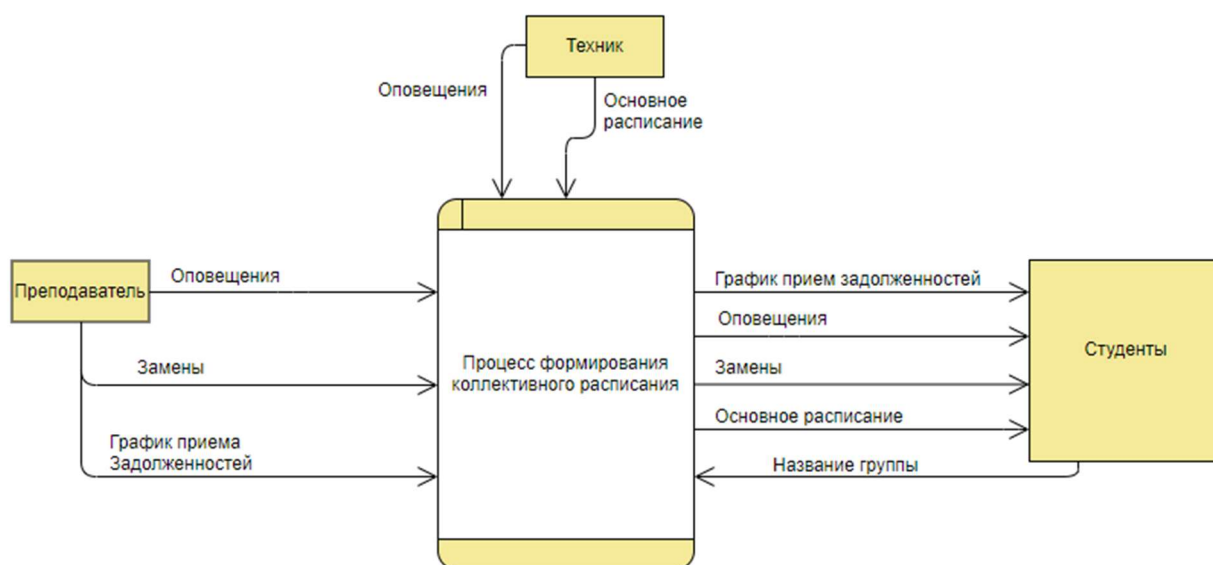 Техник
Оповещения
Основное
расписание
Преподаватель
Оповещения
Замены
График приема
Задолженностей
Процесс формирования
коллективного расписания
График прием задолженностей
Оповещения
Замены
Основное расписание
Название группы
Студенты